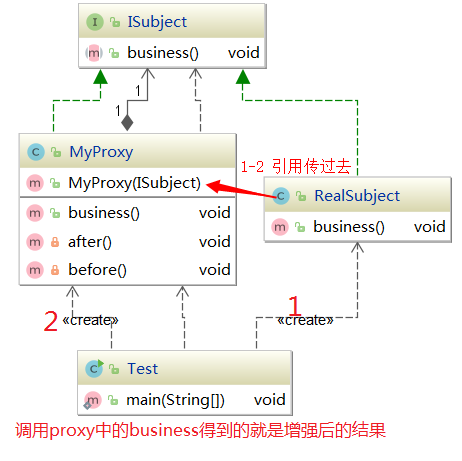 I ISubject
m business() void
1
1
C MyProxy
m MyProxy(ISubject)
m business() void
m after() void
m before() void
1-2 引用传过去
C RealSubject
m business() void
2
«create»
1
«create»
C Test
m main(String[]) void
调用proxy中的business得到的就是增强后的结果